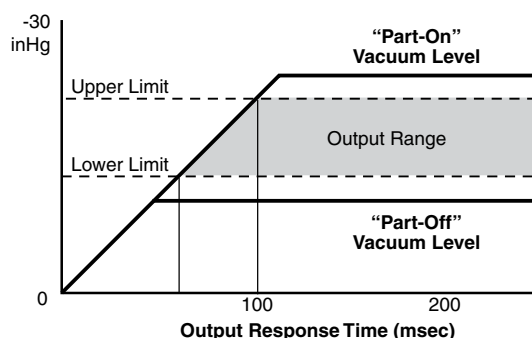 -30
inHg
“Part-On”
Vacuum Level
Upper Limit
Output Range
Lower Limit
“Part-Off”
Vacuum Level
0
100
200
Output Response Time (msec)